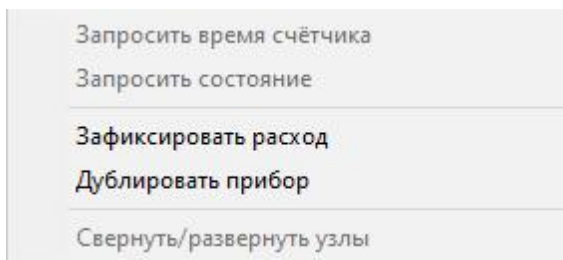 Запросить время счётчика
Запросить состояние
Зафиксировать расход
Дублировать прибор
Свернуть/развернуть узлы